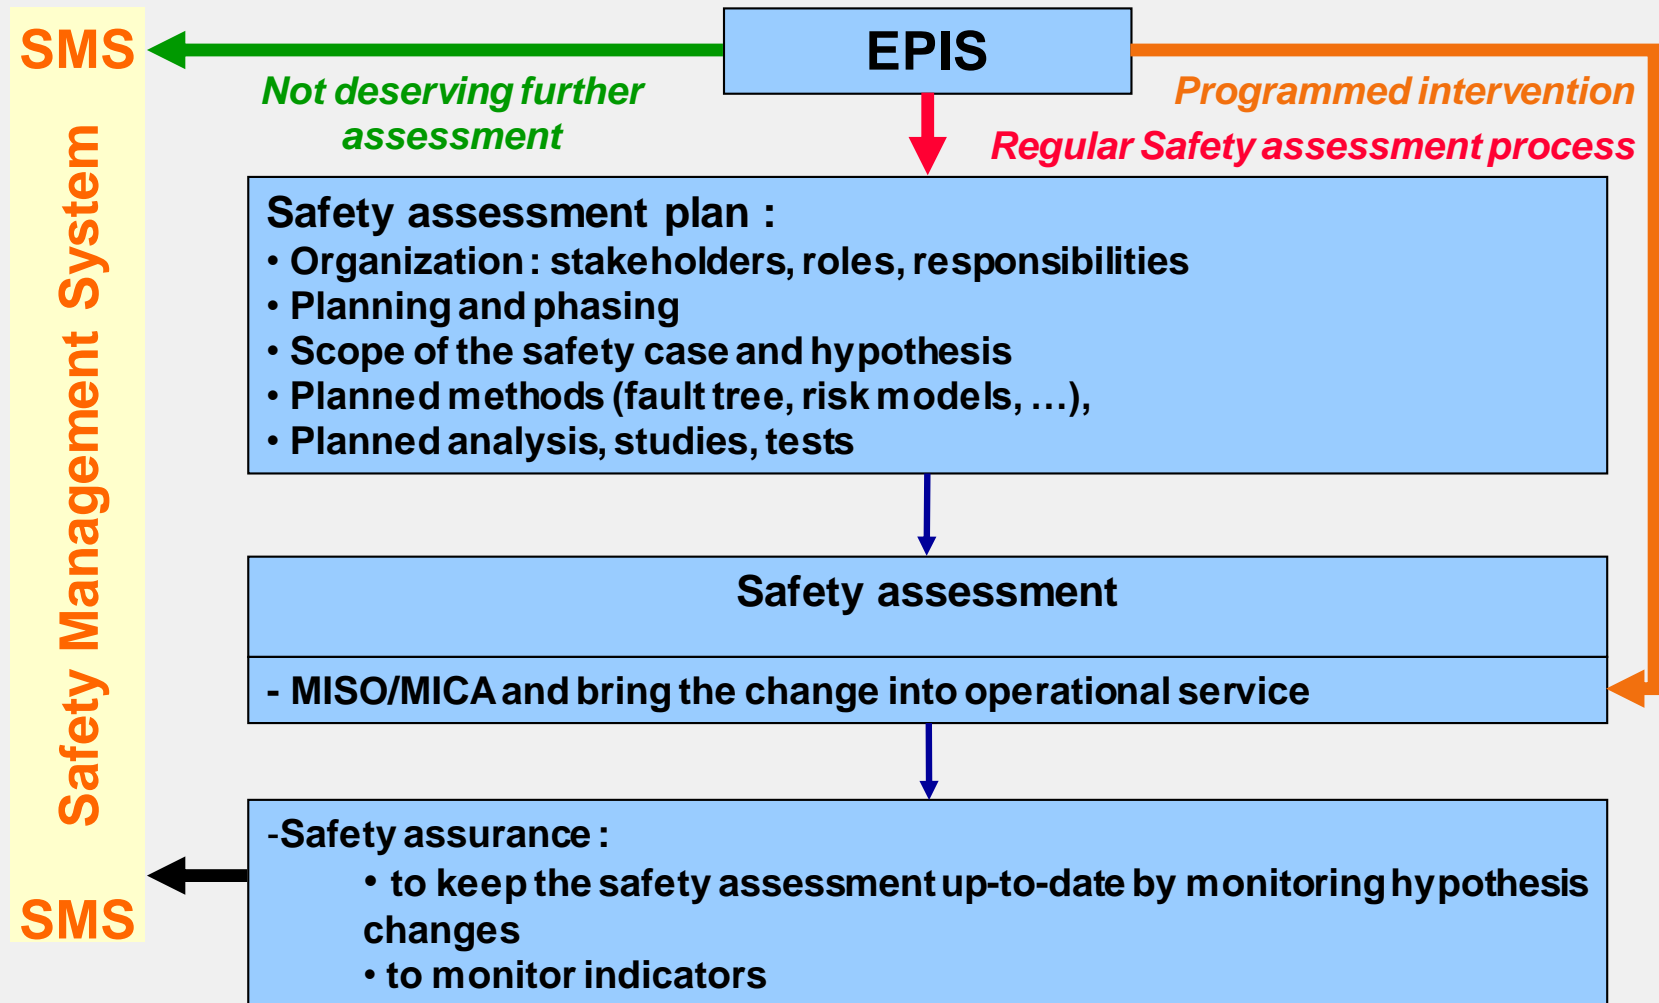 SMS
EPIS
Not deserving further
assessment
Programmed intervention
Regular Safety assessment process
Safety Management System
Safety assessment plan :
• Organization : stakeholders, roles, responsibilities
• Planning and phasing
• Scope of the safety case and hypothesis
• Planned methods (fault tree, risk models, …),
• Planned analysis, studies, tests
Safety assessment
- MISO/MICA and bring the change into operational service
-Safety assurance :
• to keep the safety assessment up-to-date by monitoring hypothesis
changes
• to monitor indicators
SMS